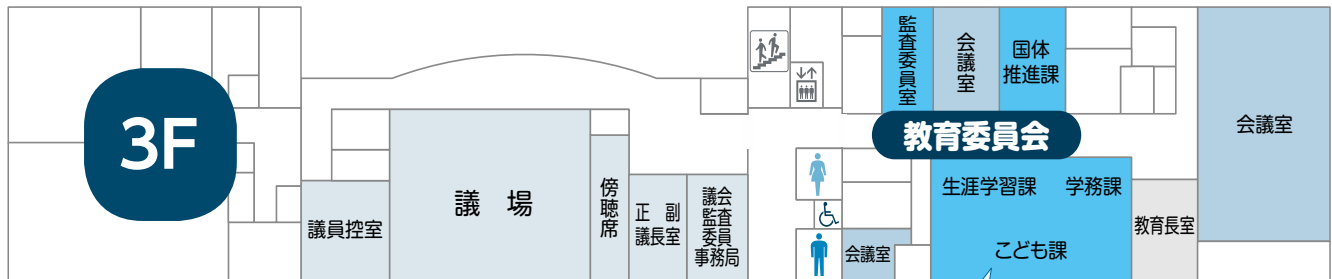 3F
監査委員室
会議室
国体
推進課
会議室
教育委員会
生涯学習課 学務課
こども課
教育長室
会議室
議員控室
議 場
傍聴席
正 副
議長室
議会
監査
委員
事務局